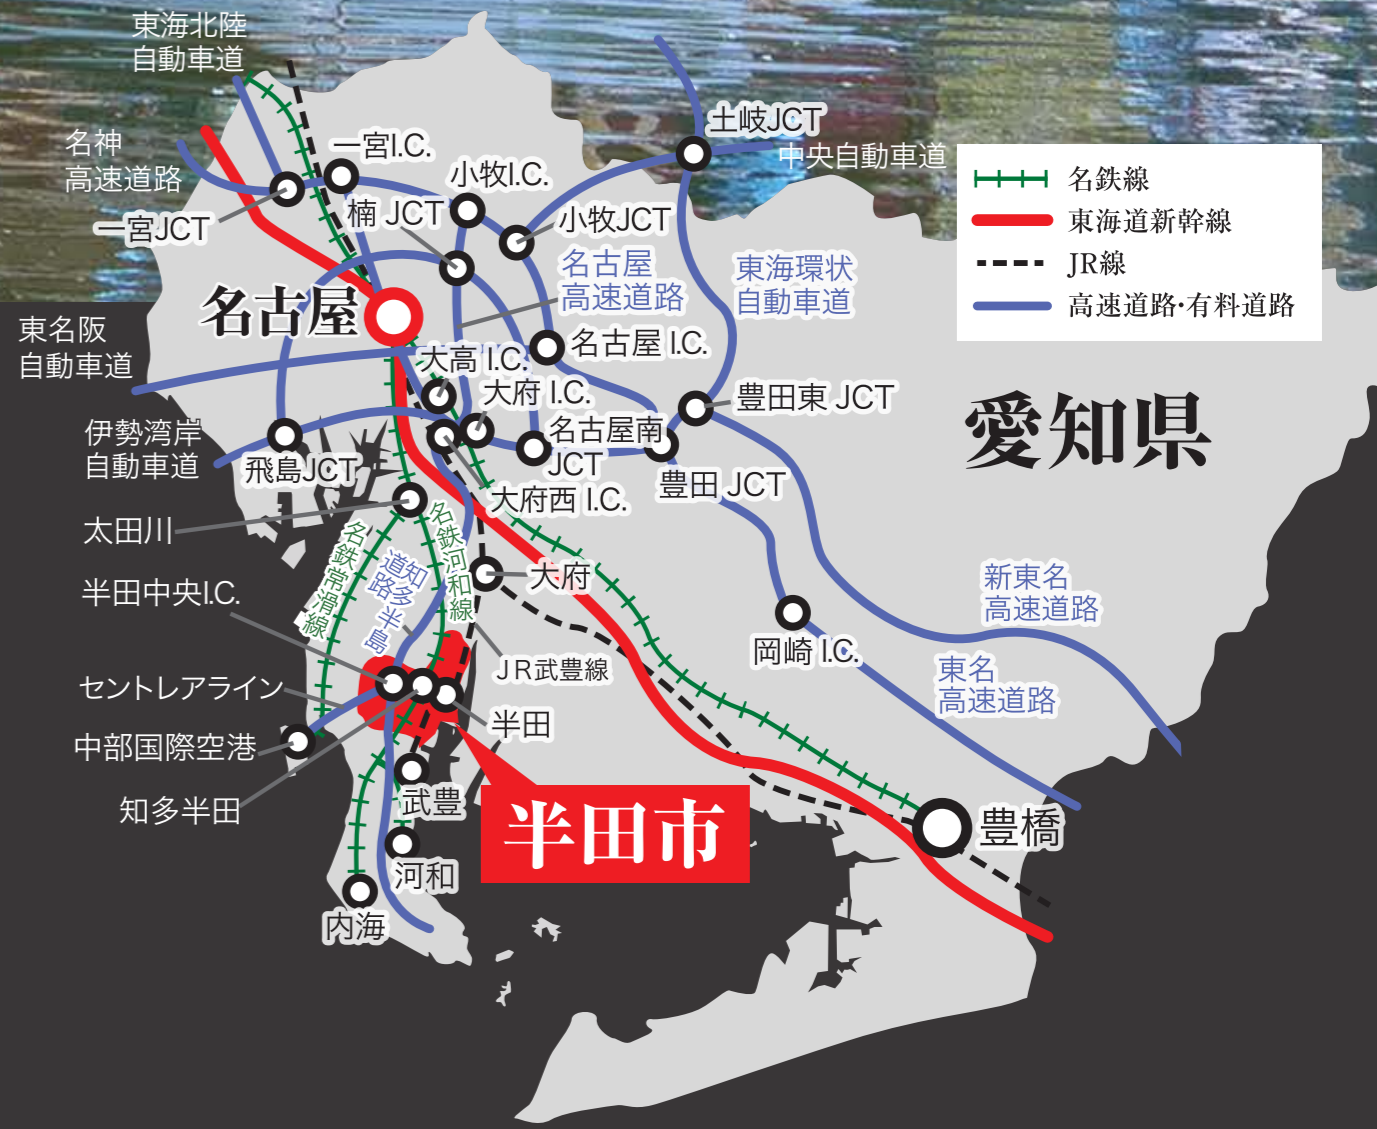 東海北陸
自動車道
名神
高速道路
一宮I.C.
一宮JCT
楠 JCT
小牧I.C.
小牧JCT
土岐JCT
中央自動車道
名鉄線
東海道新幹線
JR線
高速道路・有料道路
名古屋
高速道路
東海環状
自動車道
名古屋
東名阪
自動車道
大高 I.C.
名古屋 I.C.
大府 I.C.
豊田東 JCT
愛知県
伊勢湾岸
自動車道
飛島JCT
名古屋南
JCT
豊田 JCT
大府西 I.C.
太田川
名鉄常滑線
知多半島
道路
名鉄河和線
大府
半田中央I.C.
新東名
高速道路
岡崎 I.C.
東名
高速道路
JR武豊線
セントレアライン
半田
中部国際空港
知多半田
武豊
半田市
豊橋
河和
内海